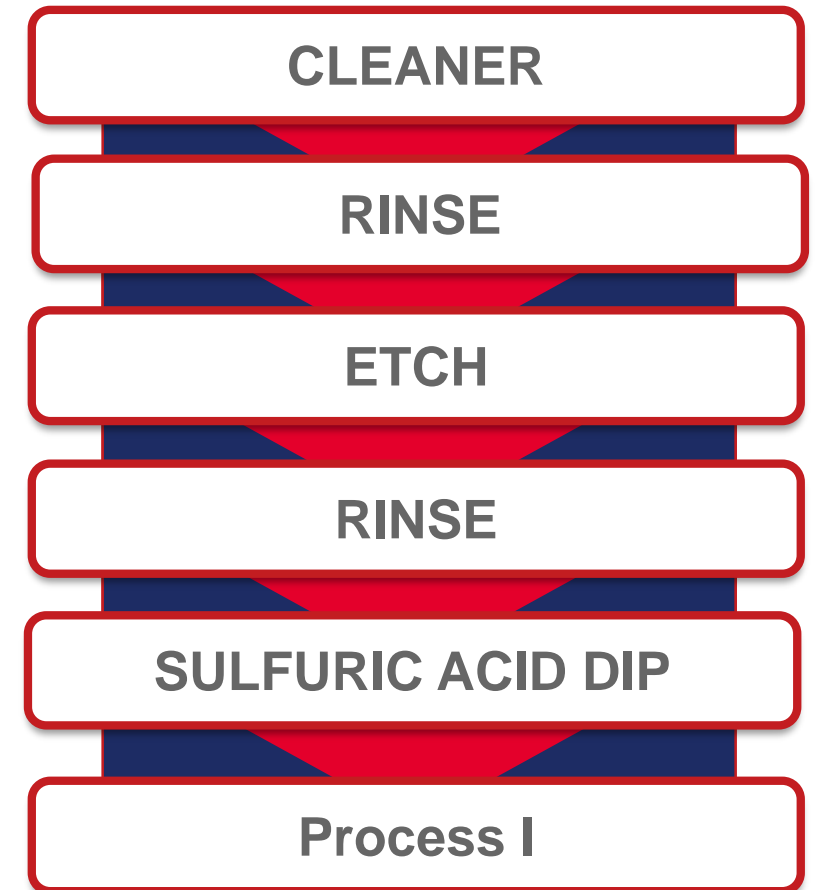 CLEANER
RINSE
ETCH
RINSE
SULFURIC ACID DIP
Process I